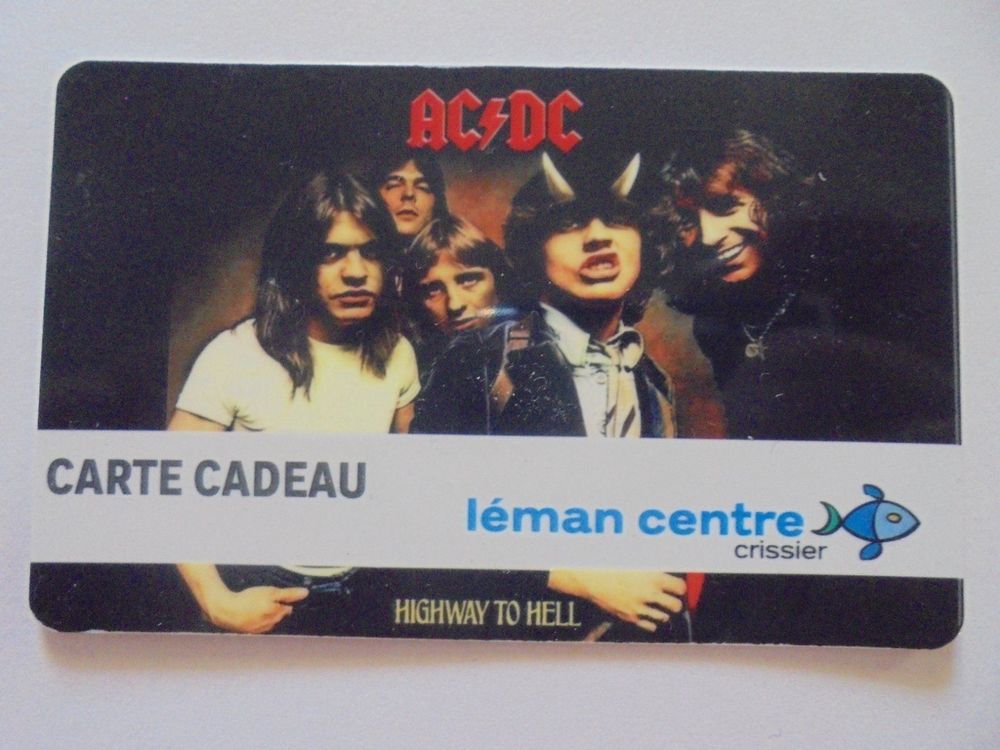 AC⚡DC
CARTE CADEAU
léman centre
crissier
HIGHWAY TO HELL